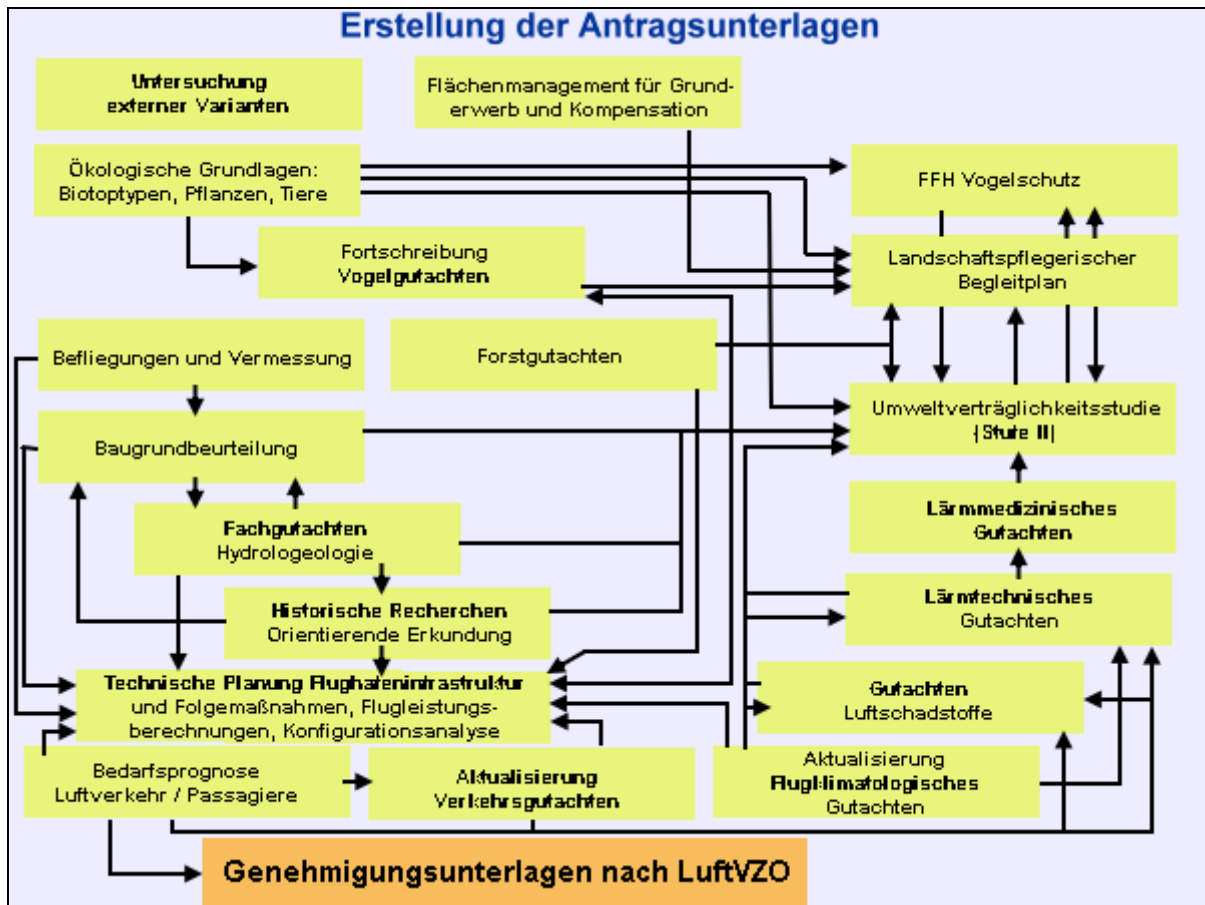 Erstellung der Antragsunterlagen
Untersuchung
externer Varianten
Flächenmanagement für Grund-
erwerb und Kompensation
Ökologische Grundlagen:
Biotoptypen, Pflanzen, Tiere
FFH Vogelschutz
Fortschreibung
Vogelgutachten
Landschaftspflegerischer
Begleitplan
Befliegungen und Vermessung
Forstgutachten
Umweltverträglichkeitsstudie
(Stufe II)
Baugrundbeurteilung
Fachgutachten
Hydrologeologie
Lärmmedizinisches
Gutachten
Historische Recherchen
Orientierende Erkundung
Lärmtechnisches
Gutachten
Technische Planung Flughafeninfrastruktur
und Folgemaßnahmen, Flugleistungs-
berechnungen, Konfigurationsanalyse
Gutachten
Luftschadstoffe
Bedarfsprognose
Luftverkehr / Passagiere
Aktualisierung
Verkehrsgutachten
Aktualisierung
Flugklimatologisches
Gutachten
Genehmigungsunterlagen nach LuftVZO